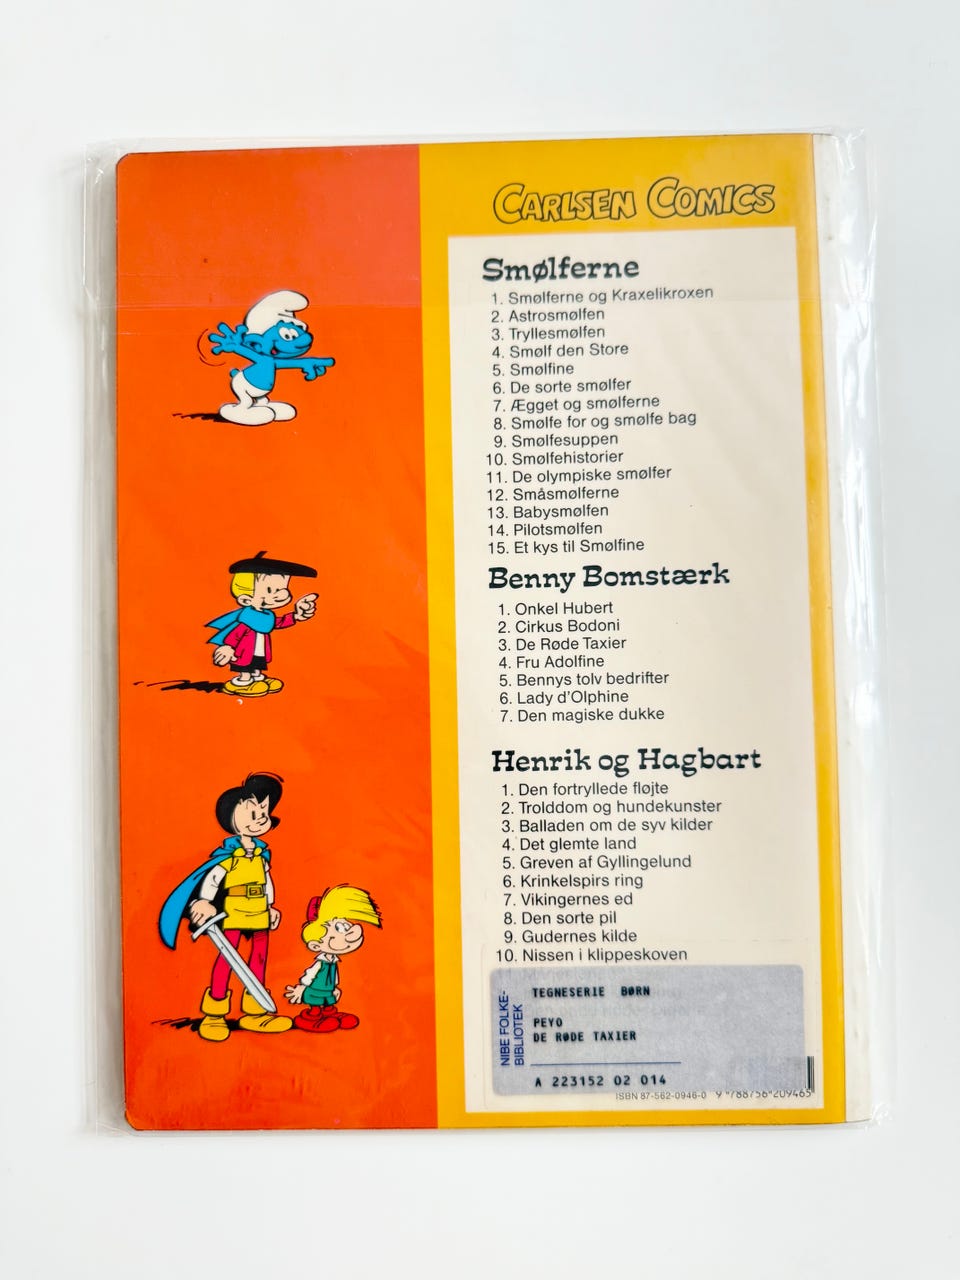 CARLSEN COMICS
Smølferne
1. Smølferne og Kraxelikroxen
2. Astrosmølfen
3. Tryllesmølfen
4. Smølf den Store
5. Smølfine
6. De sorte smølfer
7. Ægget og smølferne
8. Smølfe for og smølfe bag
9. Smølfesuppen
10. Smølfehistorier
11. De olympiske smølfer
12. Småsmølferne
13. Babysmølfen
14. Pilotsmølfen
15. Et kys til Smølfine
Benny Bomstærk
1. Onkel Hubert
2. Cirkus Bodoni
3. De Røde Taxier
4. Fru Adolfine
5. Bennys tolv bedrifter
6. Lady d'Olphine
7. Den magiske dukke
Henrik og Hagbart
1. Den fortryllede fløjte
2. Trolddom og hundekunster
3. Balladen om de syv kilder
4. Det glemte land
5. Greven af Gyllingelund
6. Krinkelspirs ring
7. Vikingernes ed
8. Den sorte pil
9. Gudernes kilde
10. Nissen i klippeskoven
NIBE FOLKE-
BIBLIOTEK
TEGNESERIE BØRN
PEYO
DE RØDE TAXIER
A 223152 02 014
ISBN 87-562-0946-0
9 788756 209465